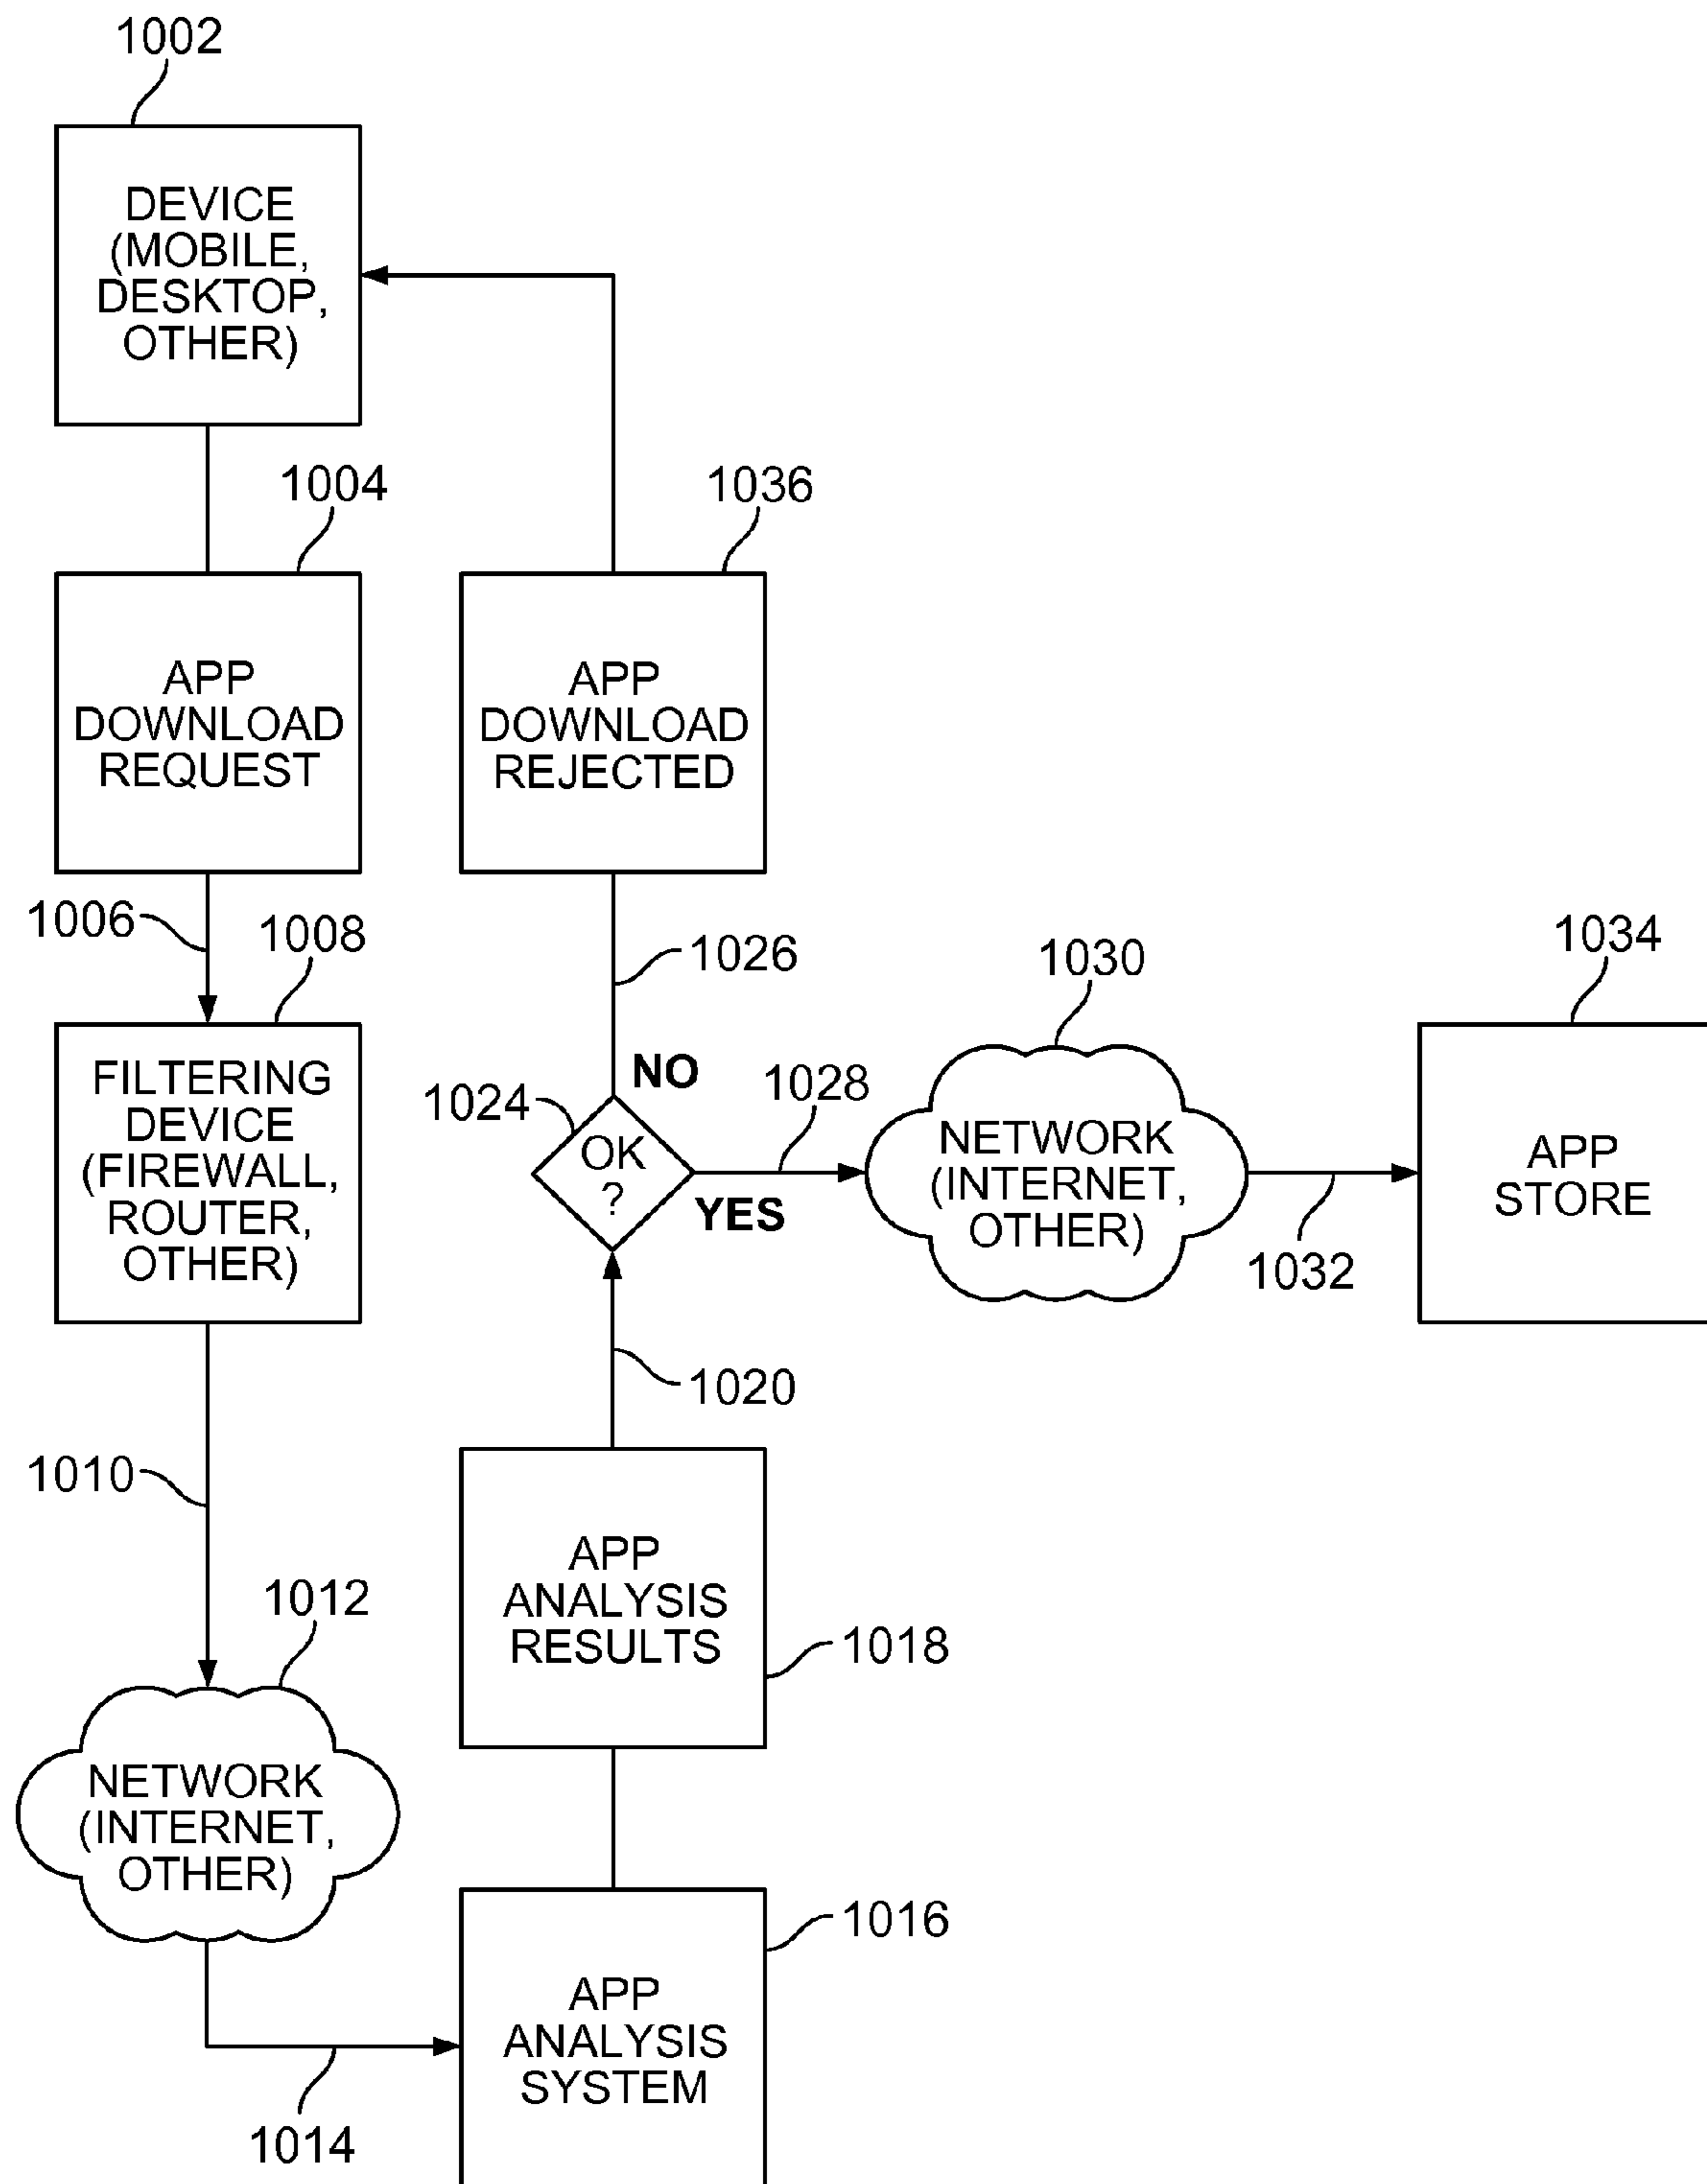 1002
DEVICE
(MOBILE,
DESKTOP,
OTHER)
1004
APP
DOWNLOAD
REQUEST
1036
APP
DOWNLOAD
REJECTED
1006
1008
FILTERING
DEVICE
(FIREWALL,
ROUTER,
OTHER)
1026
NO
1024
OK
?
1028
YES
1030
NETWORK
(INTERNET,
OTHER)
1032
1034
APP
STORE
1020
1010
1012
NETWORK
(INTERNET,
OTHER)
APP
ANALYSIS
RESULTS
1018
1016
APP
ANALYSIS
SYSTEM
1014